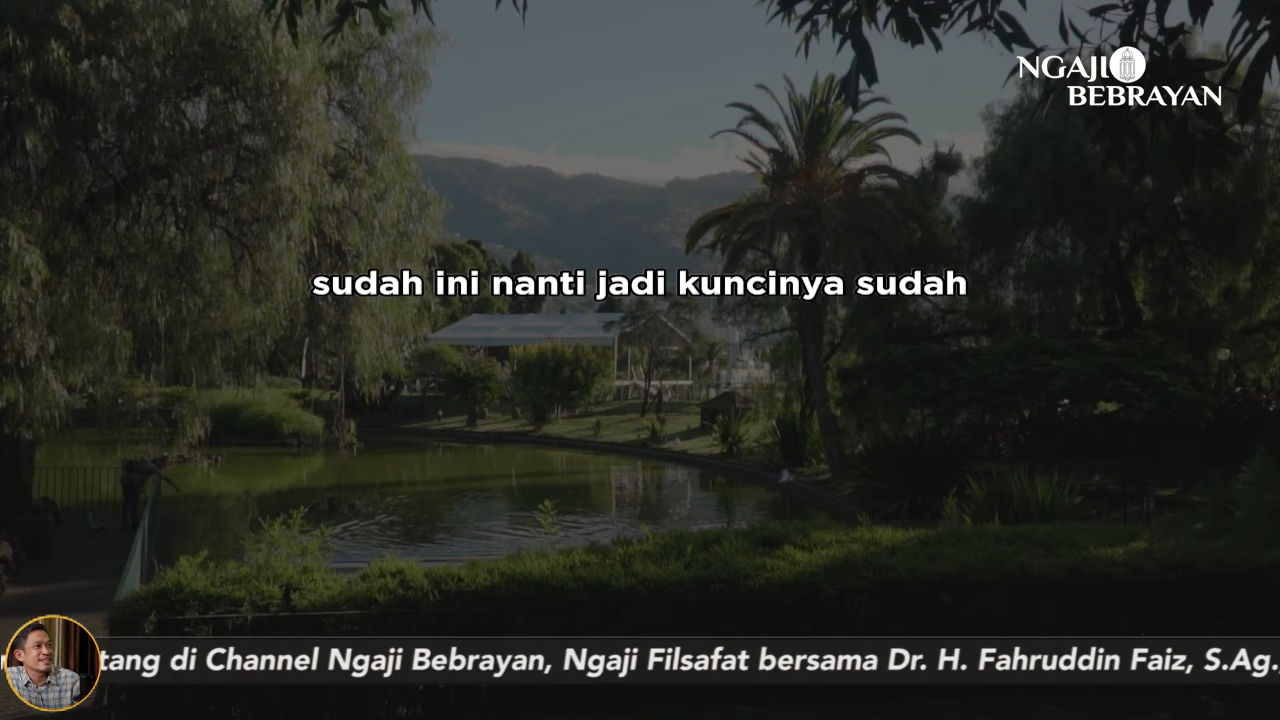 NGAJI
BEBRAYAN
sudah ini nanti jadi kuncinya sudah
tang di Channel Ngaji Bebrayan, Ngaji Filsafat bersama Dr. H. Fahruddin Faiz, S.Ag.,